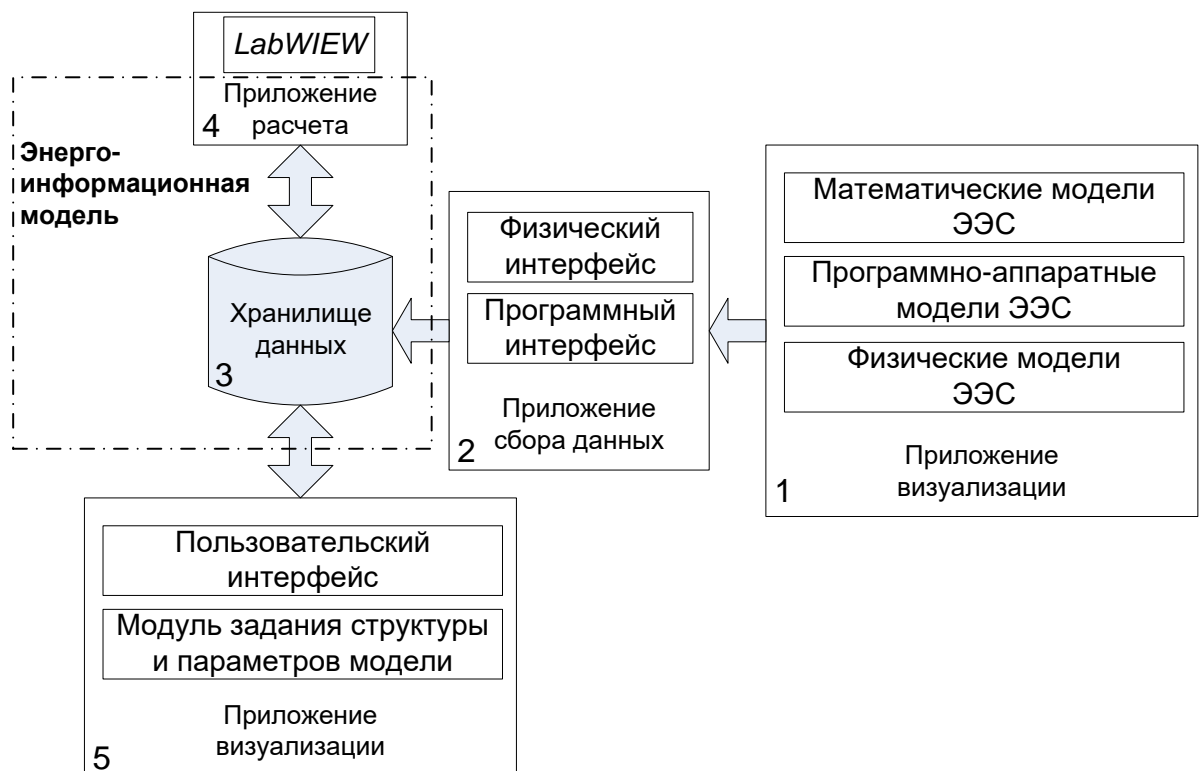 LabWIEW
Приложение
расчета
4
Энерго-
информационная
модель
Хранилище
данных
3
Физический
интерфейс
Программный
интерфейс
Приложение
сбора данных
2
Математические модели
ЭЭС
Программно-аппаратные
модели ЭЭС
Физические модели
ЭЭС
Приложение
визуализации
1
Пользовательский
интерфейс
Модуль задания структуры
и параметров модели
Приложение
визуализации
5